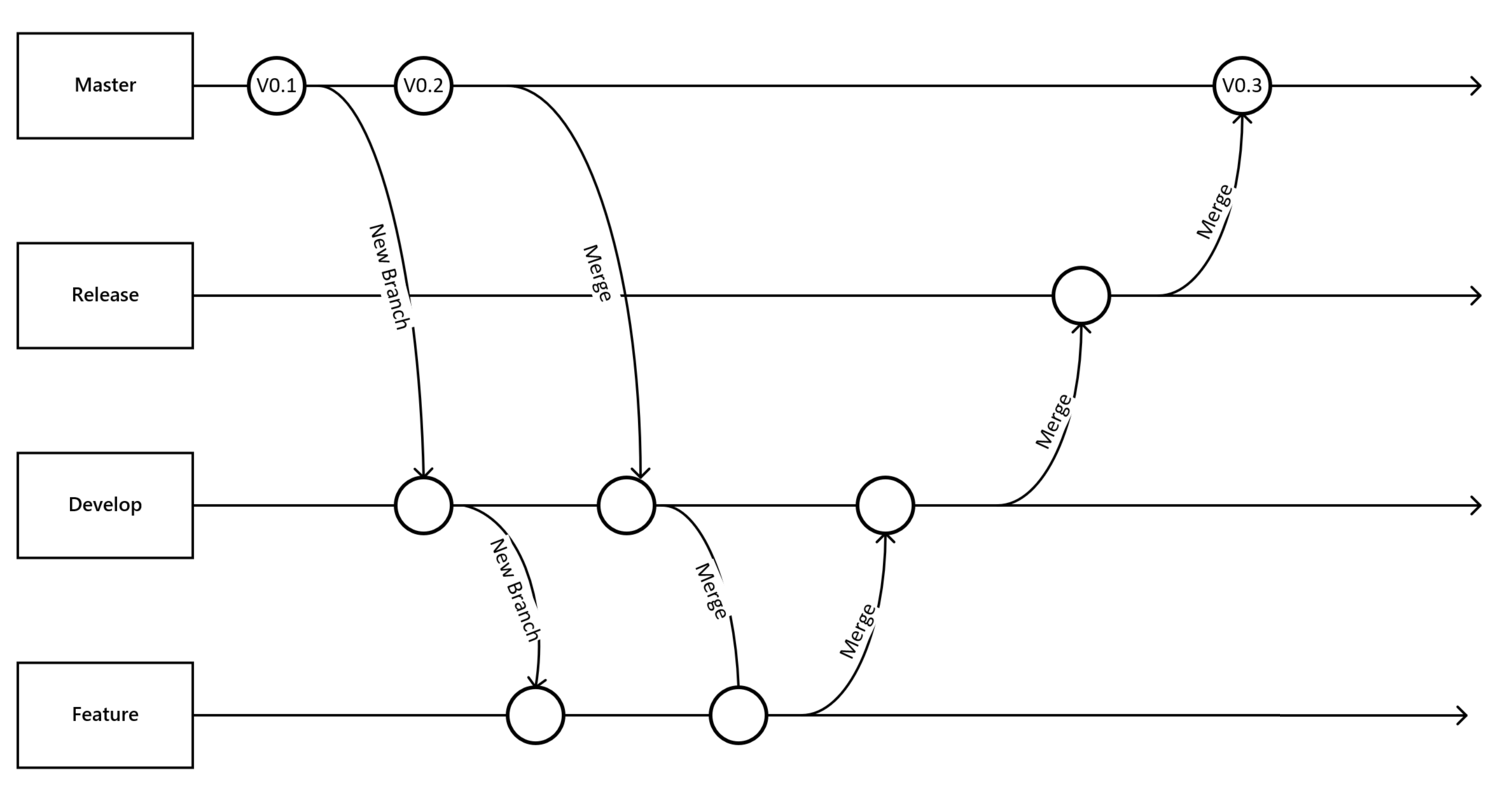 Master
V0.1
V0.2
V0.3
New Branch
Merge
Merge
Release
Merge
Develop
New Branch
Merge
Merge
Feature